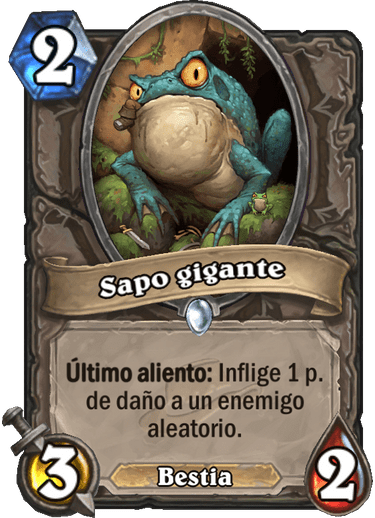 2
Sapo gigante
Último aliento: Inflige 1 p.
de daño a un enemigo
aleatorio.
3
Bestia
2